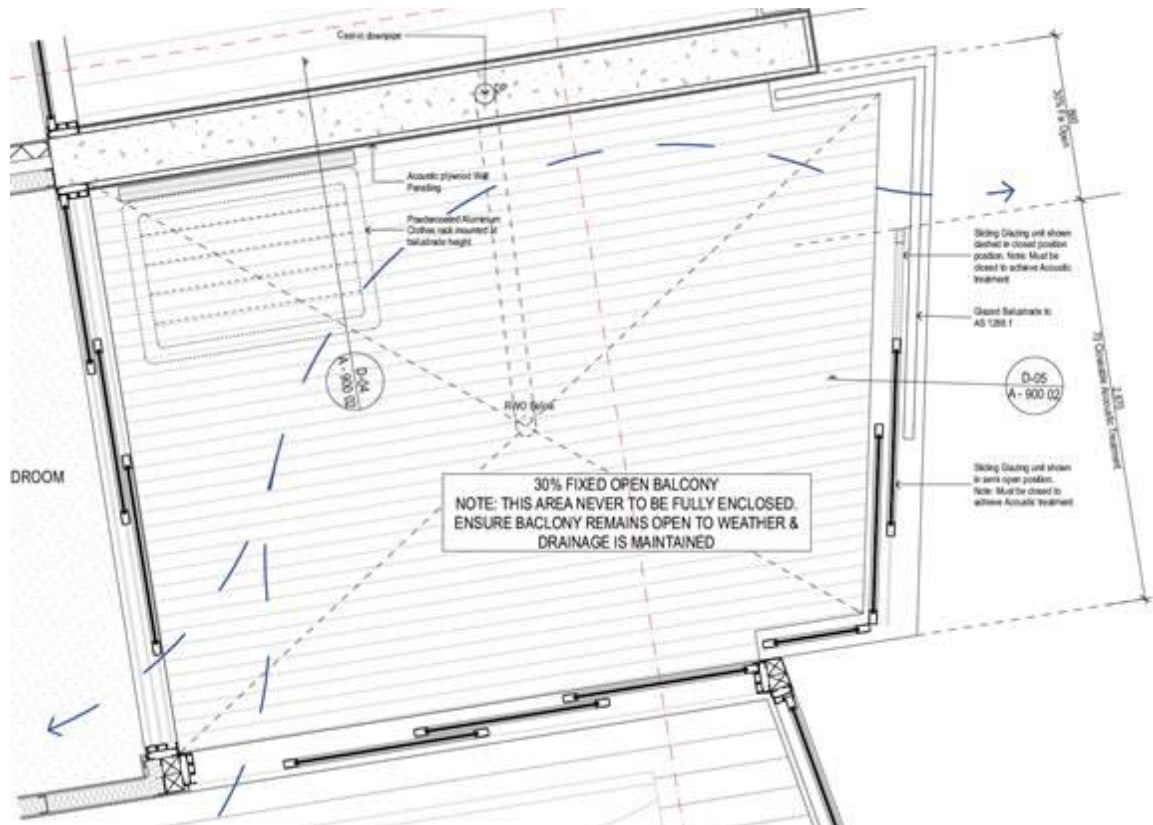 Cast-in downpipe
DP
Acoustic plywood Wall
Panelling
Powdercoated Aluminum
Clothes rack mounted at
balustrade height
D-04
A - 900 02
RWO Below
DROOM
30% FIXED OPEN BALCONY
NOTE: THIS AREA NEVER TO BE FULLY ENCLOSED.
ENSURE BACLONY REMAINS OPEN TO WEATHER &
DRAINAGE IS MAINTAINED
Sliding Glazing unit shown
dashed in closed position
position. Note: Must be
closed to achieve Acoustic
treatment
Glazed Balustrade to
AS 1288.1
D-05
A - 900 02
Sliding Glazing unit shown
in semi open position.
Note: Must be closed to
achieve Acoustic treatment
Open
Acoustic Treatment